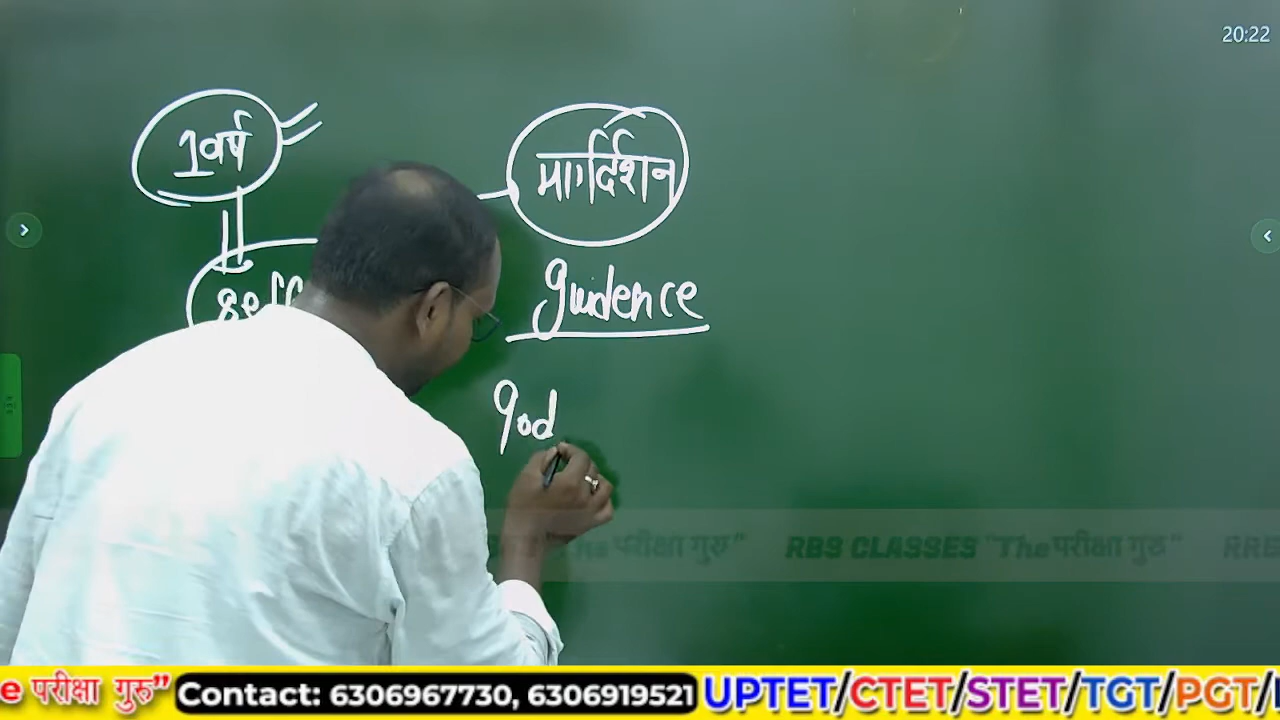 20:22
1वर्ष
मार्गदर्शन
self
guidence
god
RBS CLASSES "The परीक्षा गुरु"
e परीक्षा गुरु" Contact: 6306967730, 6306919521 UPTET/CTET/STET/TGT/PGT/